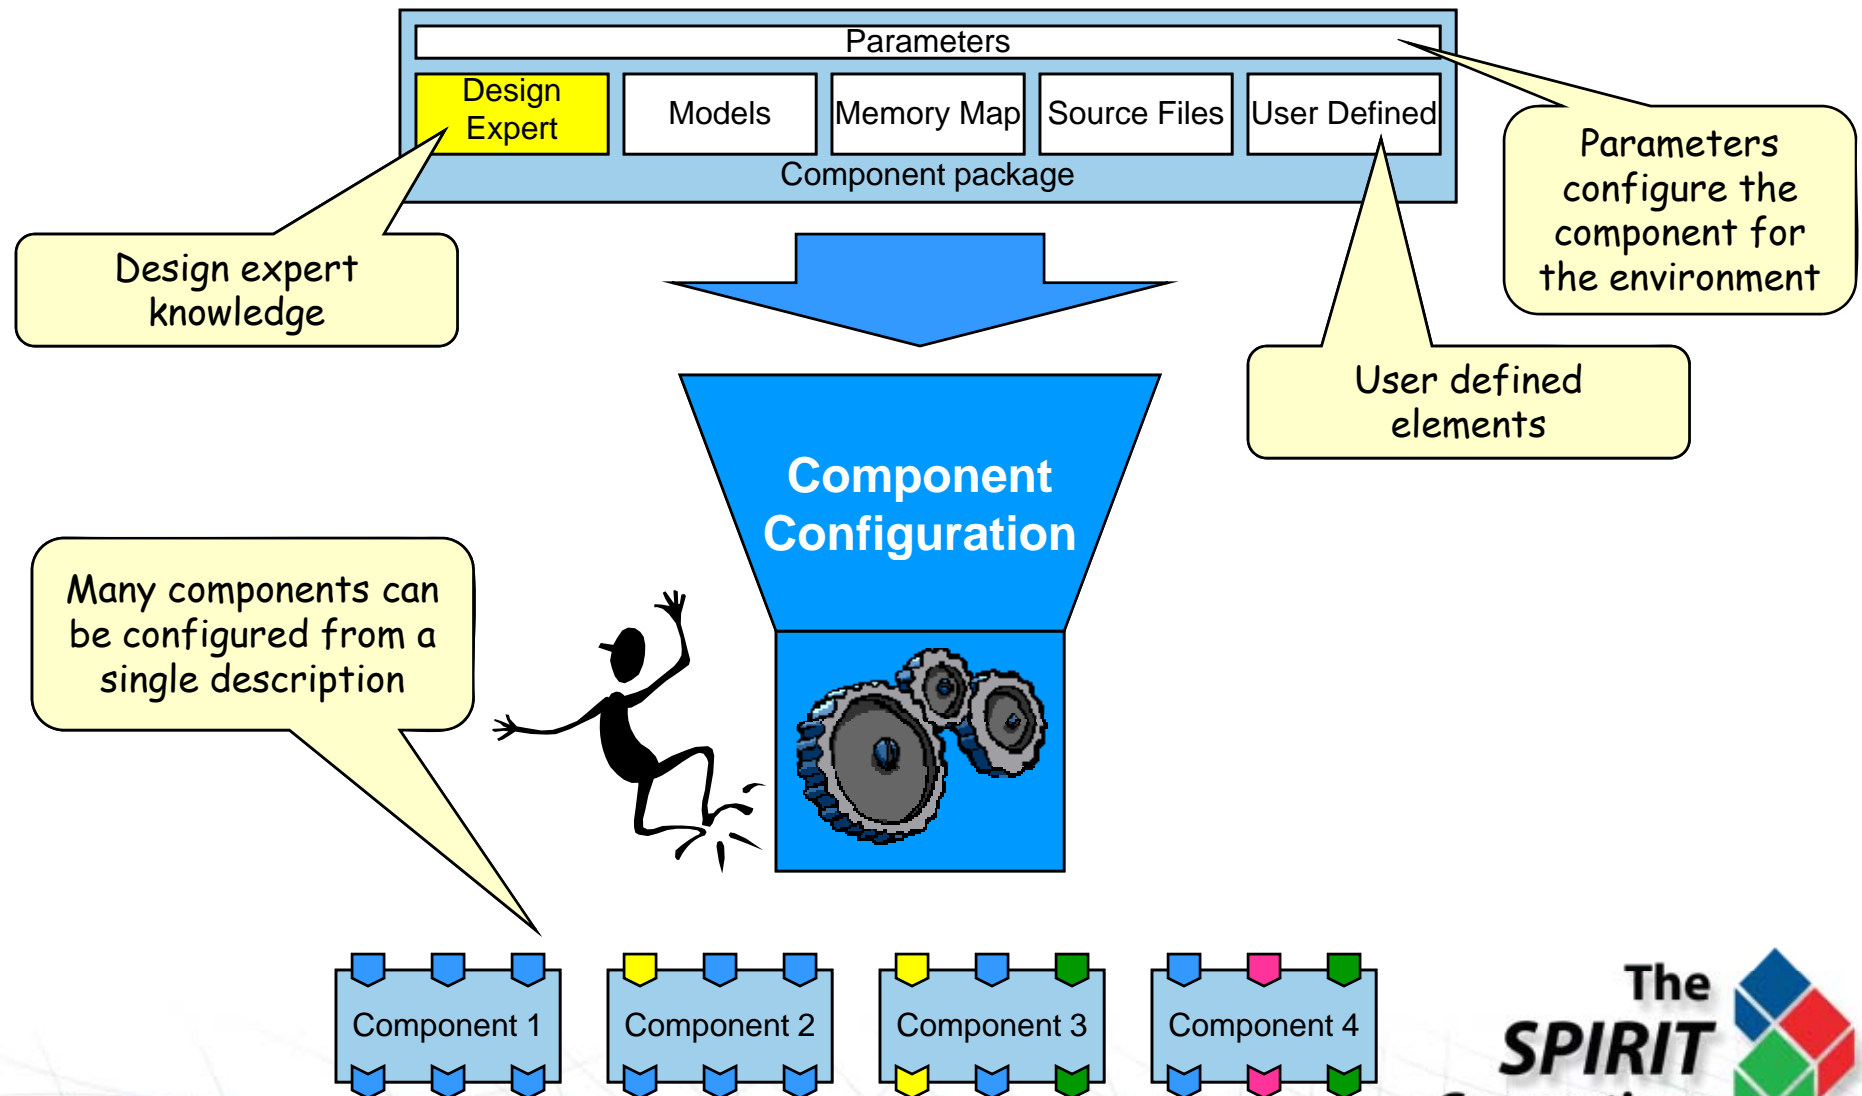 Parameters
Design
Expert
Models
Memory Map
Source Files
User Defined
Component package
Parameters
configure the
component for
the environment
Design expert
knowledge
User defined
elements
Component
Configuration
Many components can
be configured from a
single description
Component 1
Component 2
Component 3
Component 4
The
SPIRIT